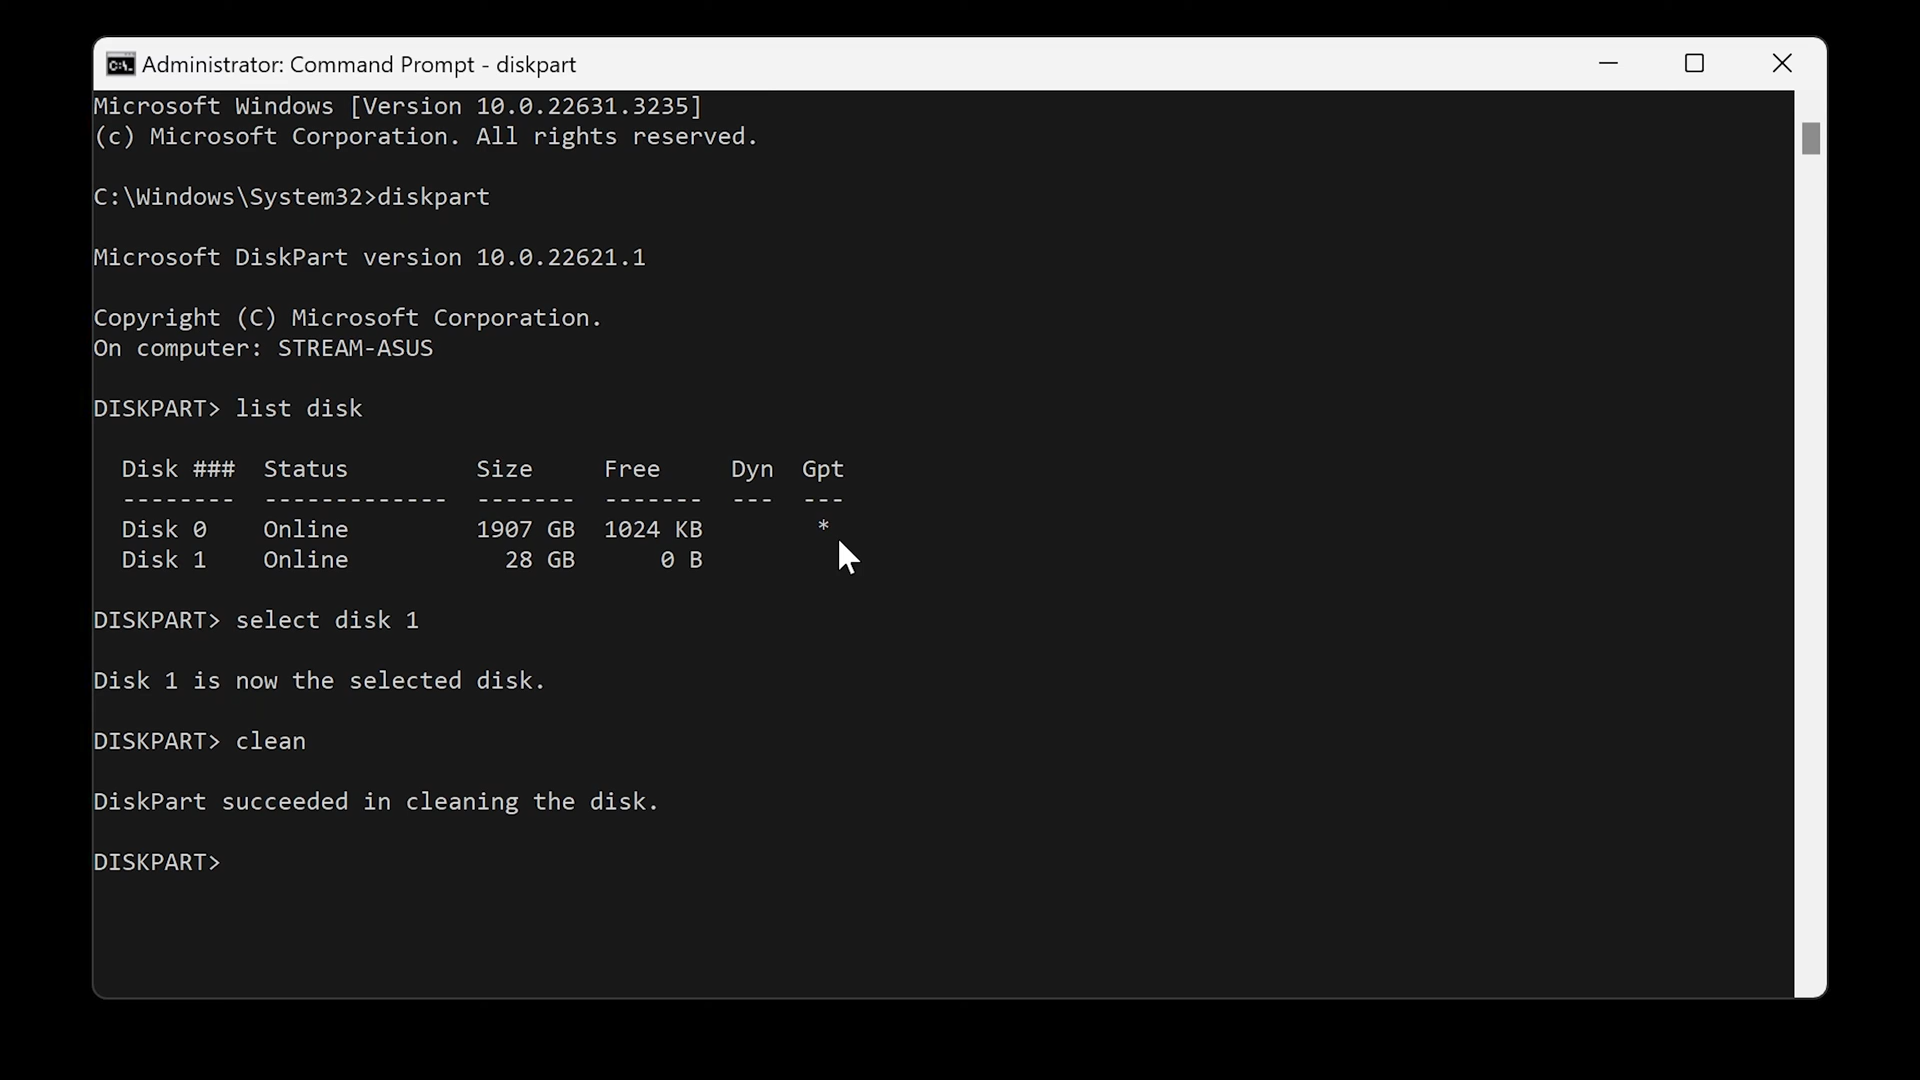 Administrator: Command Prompt - diskpart
Microsoft Windows [Version 10.0.22631.3235]
(c) Microsoft Corporation. All rights reserved.
C:\Windows\System32>diskpart
Microsoft DiskPart version 10.0.22621.1
Copyright (C) Microsoft Corporation.
On computer: STREAM-ASUS
DISKPART> list disk
  Disk ###  Status         Size     Free     Dyn  Gpt
  --------  -------------  -------  -------  ---  ---
  Disk 0    Online         1907 GB  1024 KB        *
  Disk 1    Online           28 GB      0 B
DISKPART> select disk 1
Disk 1 is now the selected disk.
DISKPART> clean
DiskPart succeeded in cleaning the disk.
DISKPART>